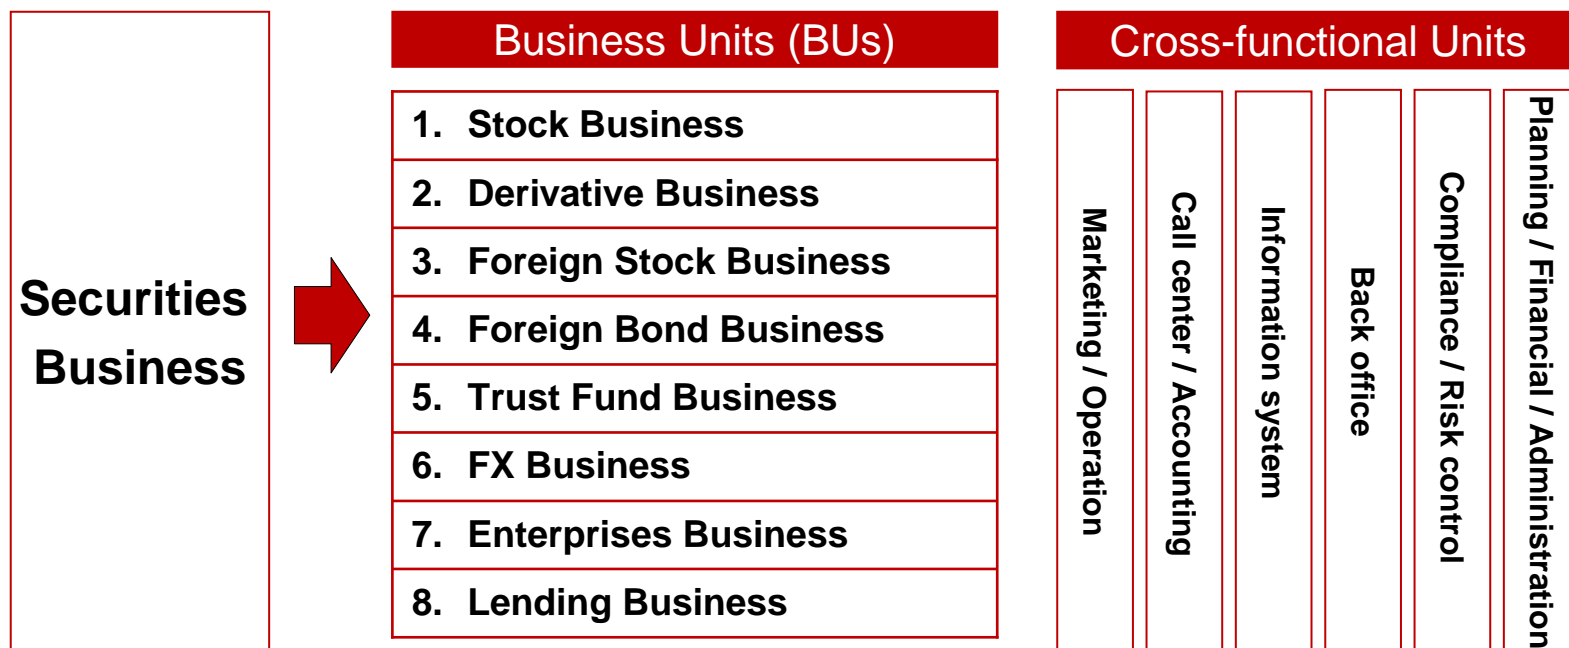 Securities
Business
Business Units (BUs)
1. Stock Business
2. Derivative Business
3. Foreign Stock Business
4. Foreign Bond Business
5. Trust Fund Business
6. FX Business
7. Enterprises Business
8. Lending Business
Cross-functional Units
Marketing / Operation
Call center / Accounting
Information system
Back office
Compliance / Risk control
Planning / Financial / Administration